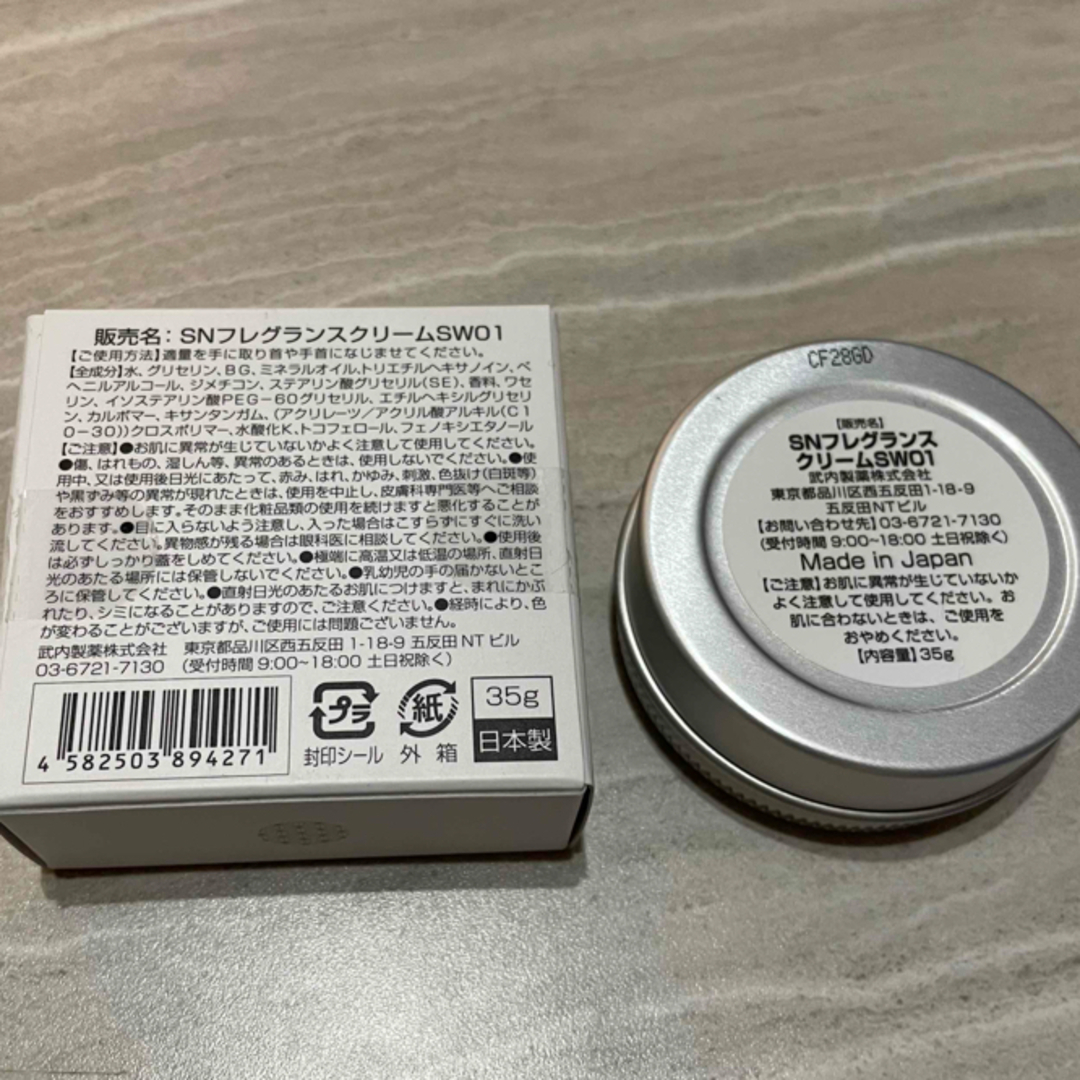 販売名：SNフレグランスクリームSW01
【ご使用方法】適量を手に取り首や手首になじませてください。
【全成分】水、グリセリン、BG、ミネラルオイル、トリエチルヘキサノイン、ベ
ヘニルアルコール、ジメチコン、ステアリン酸グリセリル(SE)、香料、ワセ
リン、イソステアリン酸PEG-60グリセリル、エチルヘキシルグリセリ
ン、カルボマー、キサンタンガム、(アクリレーツ／アクリル酸アルキル(C1
0-30))クロスポリマー、水酸化K、トコフェロール、フェノキシエタノール
【ご注意】●お肌に異常が生じていないかよく注意して使用してください。
●傷、はれもの、湿しん等、異常のあるときは、使用しないでください。●使
用中、又は使用後日光にあたって、赤み、はれ、かゆみ、刺激、色抜け(白斑等)
や黒ずみ等の異常が現れたときは、使用を中止し、皮膚科専門医等へご相談
をおすすめします。そのまま化粧品類の使用を続けますと悪化することが
あります。●目に入らないよう注意し、入った場合はこすらずにすぐに洗い
流してください。異物感が残る場合は眼科医に相談してください。●使用後
は必ずしっかり蓋をしめてください。●極端に高温又は低温の場所、直射日
光のあたる場所には保管しないでください。●乳幼児の手の届かないとこ
ろに保管してください。●直射日光のあたるお肌につけますと、まれにかぶ
れたり、シミになることがありますので、ご注意ください。●経時により、色
が変わることがございますが、ご使用には問題ございません。
武内製薬株式会社 東京都品川区西五反田 1-18-9 五反田 NT ビル
03-6721-7130 (受付時間 9:00~18:00 土日祝除く)
4 582503 894271
プラ
封印シール
紙
外箱
35g
日本製
CF28GD
【販売名】
SNフレグランス
クリームSW01
武内製薬株式会社
東京都品川区西五反田1-18-9
五反田NTビル
【お問い合わせ先】03-6721-7130
(受付時間 9:00~18:00 土日祝除く)
Made in Japan
【ご注意】お肌に異常が生じていないか
よく注意して使用してください。お
肌に合わないときは、ご使用を
おやめください。
【内容量】35g